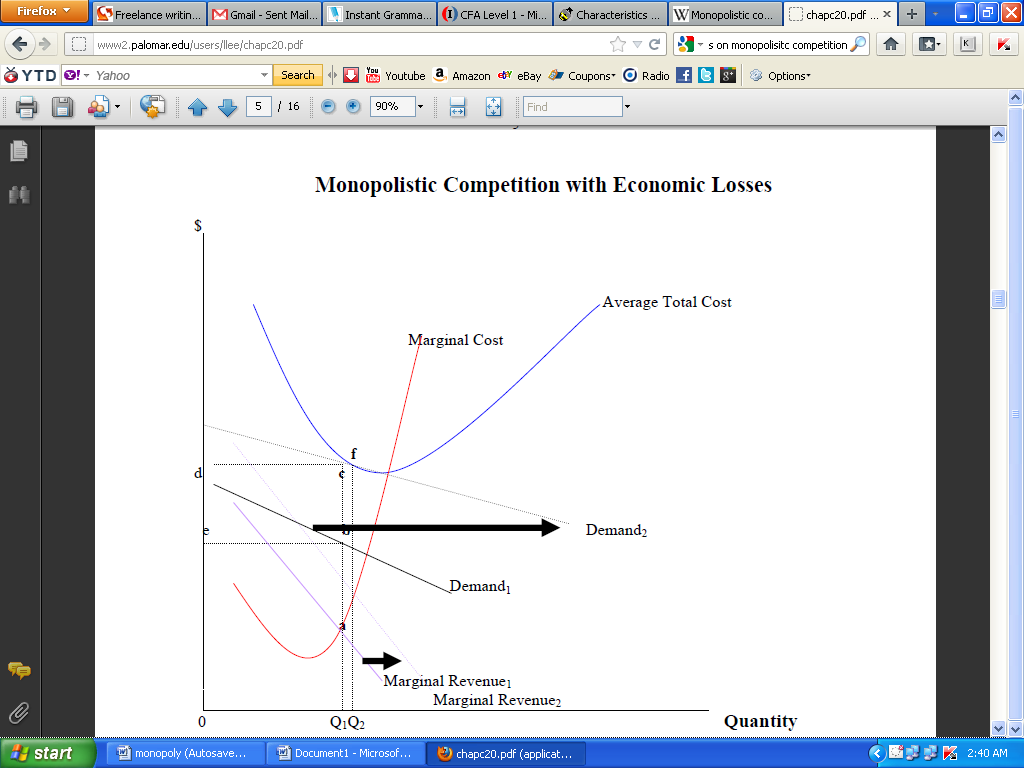 Firefox
Freelance writin...
Gmail - Sent Mail...
Instant Gramma...
CFA Level 1 - Mi...
Characteristics ...
Monopolistic co...
chapc20.pdf ...
www2.palomar.edu/users/llee/chapc20.pdf
s on monopolisitc competition
K
YTD
Yahoo
Search
Youtube
Amazon
eBay
Coupons
Radio
Options
5 / 16
90%
Find
Monopolistic Competition with Economic Losses
$
Average Total Cost
Marginal Cost
f
d
c
e
b
Demand2
Demand1
a
Marginal Revenue1
Marginal Revenue2
0
Q1Q2
Quantity
start
monopoly (Autosave...
Document1 - Microsof...
chapc20.pdf (applicat...
2:40 AM